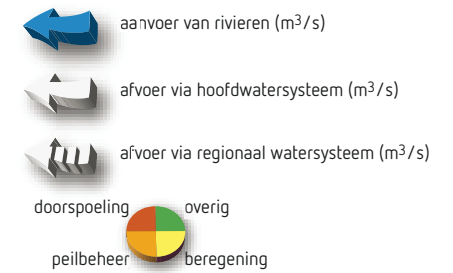 aanvoer van rivieren (m³/s)
afvoer via hoofdwatersysteem (m³/s)
afvoer via regionaal watersysteem (m³/s)
doorspoeling overig
peilbeheer beregening